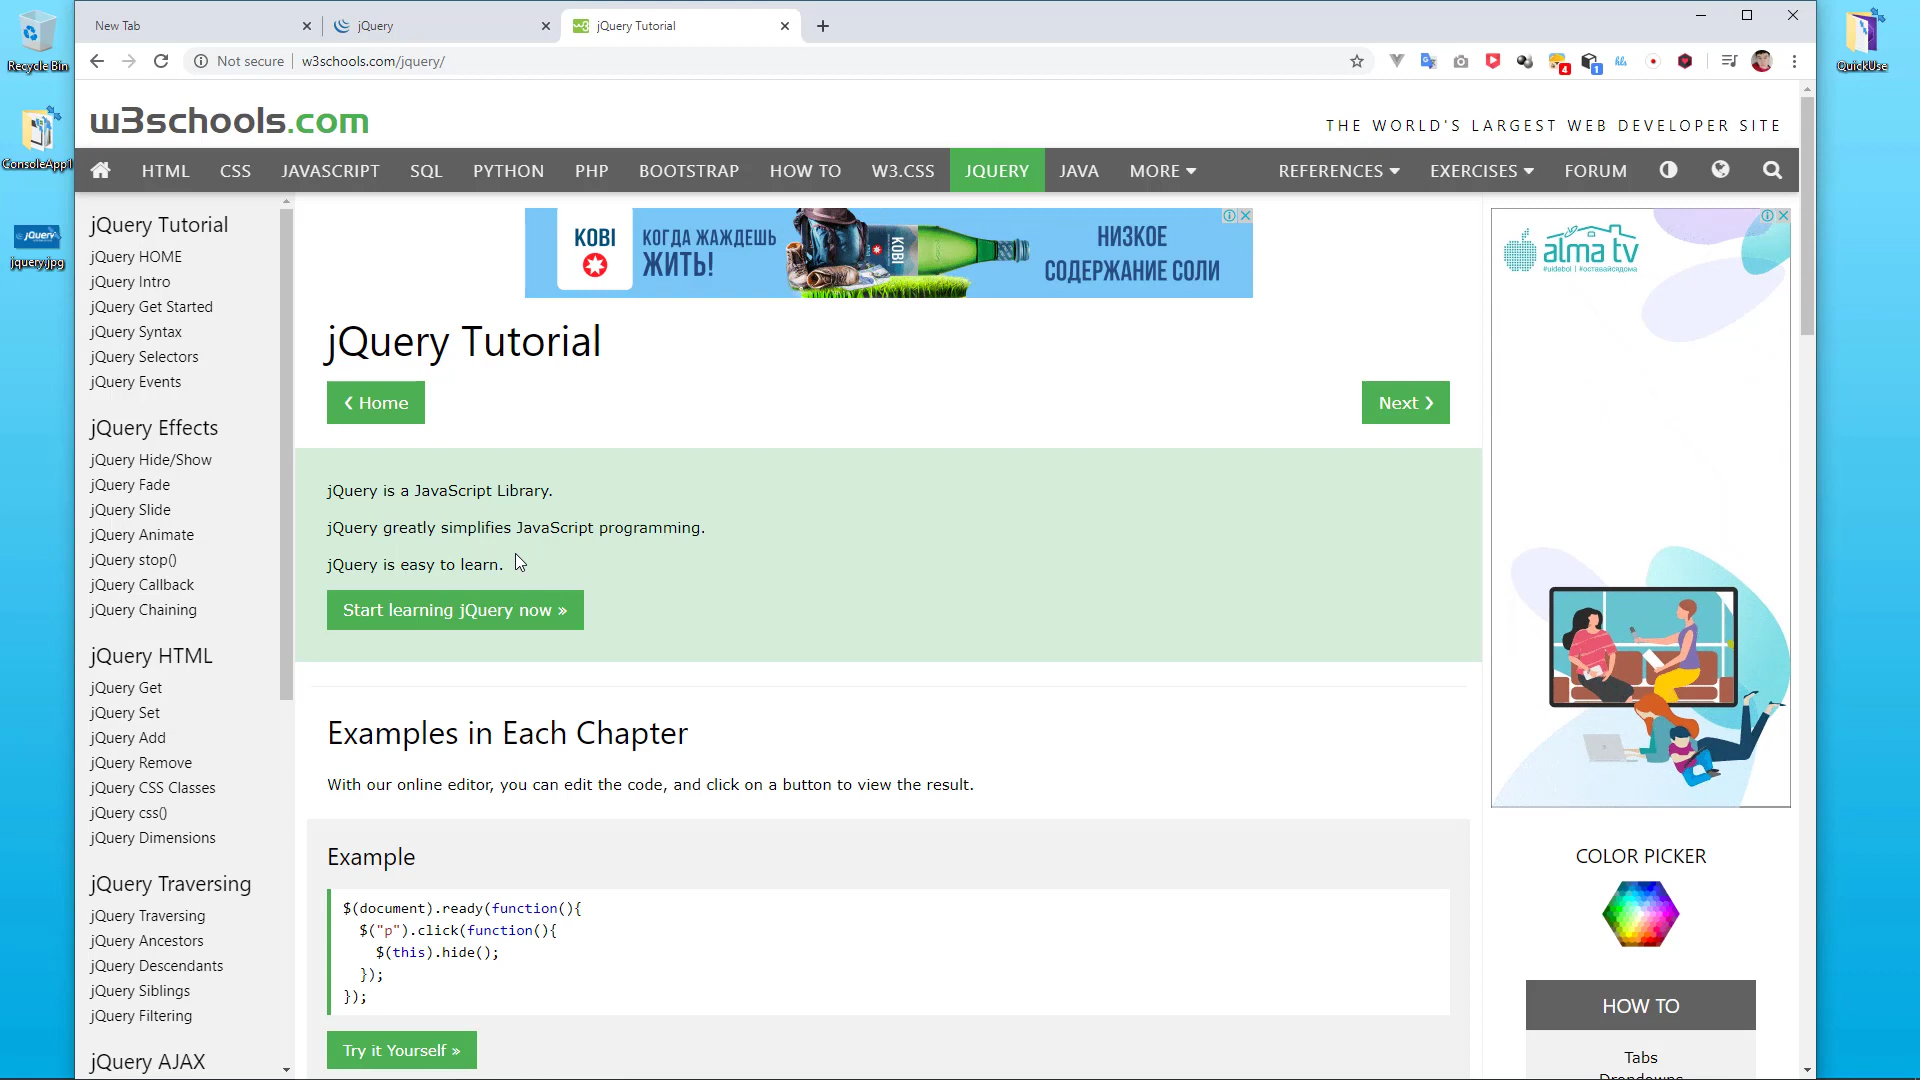 New Tab
jQuery
jQuery Tutorial
Not secure
w3schools.com/jquery/
Recycle Bin
ConsoleApp1
jQuery
jquery.jpg
QuickUse
4
1
hls
w3schools.com
THE WORLD'S LARGEST WEB DEVELOPER SITE
HTML CSS JAVASCRIPT SQL PYTHON PHP BOOTSTRAP HOW TO W3.CSS JQUERY JAVA MORE REFERENCES EXERCISES FORUM
jQuery Tutorial
jQuery HOME
jQuery Intro
jQuery Get Started
jQuery Syntax
jQuery Selectors
jQuery Events
jQuery Effects
jQuery Hide/Show
jQuery Fade
jQuery Slide
jQuery Animate
jQuery stop()
jQuery Callback
jQuery Chaining
jQuery HTML
jQuery Get
jQuery Set
jQuery Add
jQuery Remove
jQuery CSS Classes
jQuery css()
jQuery Dimensions
jQuery Traversing
jQuery Traversing
jQuery Ancestors
jQuery Descendants
jQuery Siblings
jQuery Filtering
jQuery AJAX
KOBI
КОГДА ЖАЖДЕШЬ
ЖИТЬ!
KOBI
НИЗКОЕ
СОДЕРЖАНИЕ СОЛИ
jQuery Tutorial
❮ Home
Next ❯
jQuery is a JavaScript Library.
jQuery greatly simplifies JavaScript programming.
jQuery is easy to learn.
Start learning jQuery now »
Examples in Each Chapter
With our online editor, you can edit the code, and click on a button to view the result.
Example
$(document).ready(function(){
$("p").click(function(){
$(this).hide();
});
});
Try it Yourself »
alma tv
#uidebol | #оставайсядома
COLOR PICKER
HOW TO
Tabs
Dropdowns